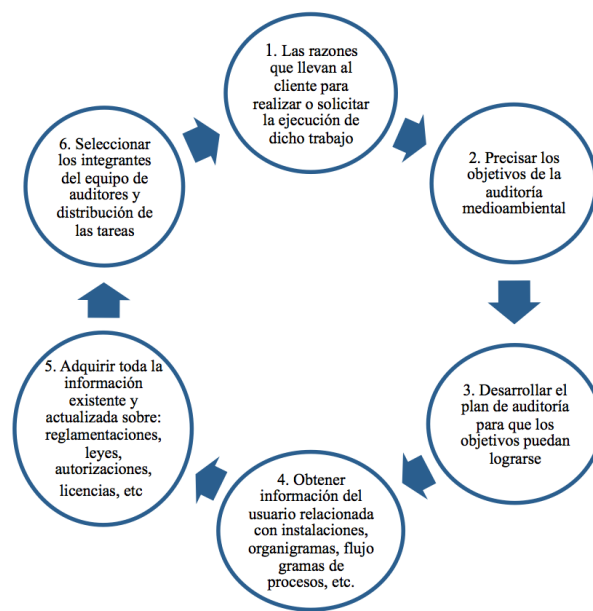 1. Las razones
que llevan al
cliente para
realizar o solicitar
la ejecución de
dicho trabajo
2. Precisar los
objetivos de la
auditoría
medioambiental
3. Desarrollar el
plan de auditoría
para que los
objetivos puedan
lograrse
4. Obtener
información del
usuario relacionada
con instalaciones,
organigramas, flujo
gramas de
procesos, etc.
5. Adquirir toda la
información
existente y
actualizada sobre:
reglamentaciones,
leyes,
autorizaciones,
licencias, etc
6. Seleccionar
los integrantes
del equipo de
auditores y
distribución de
las tareas